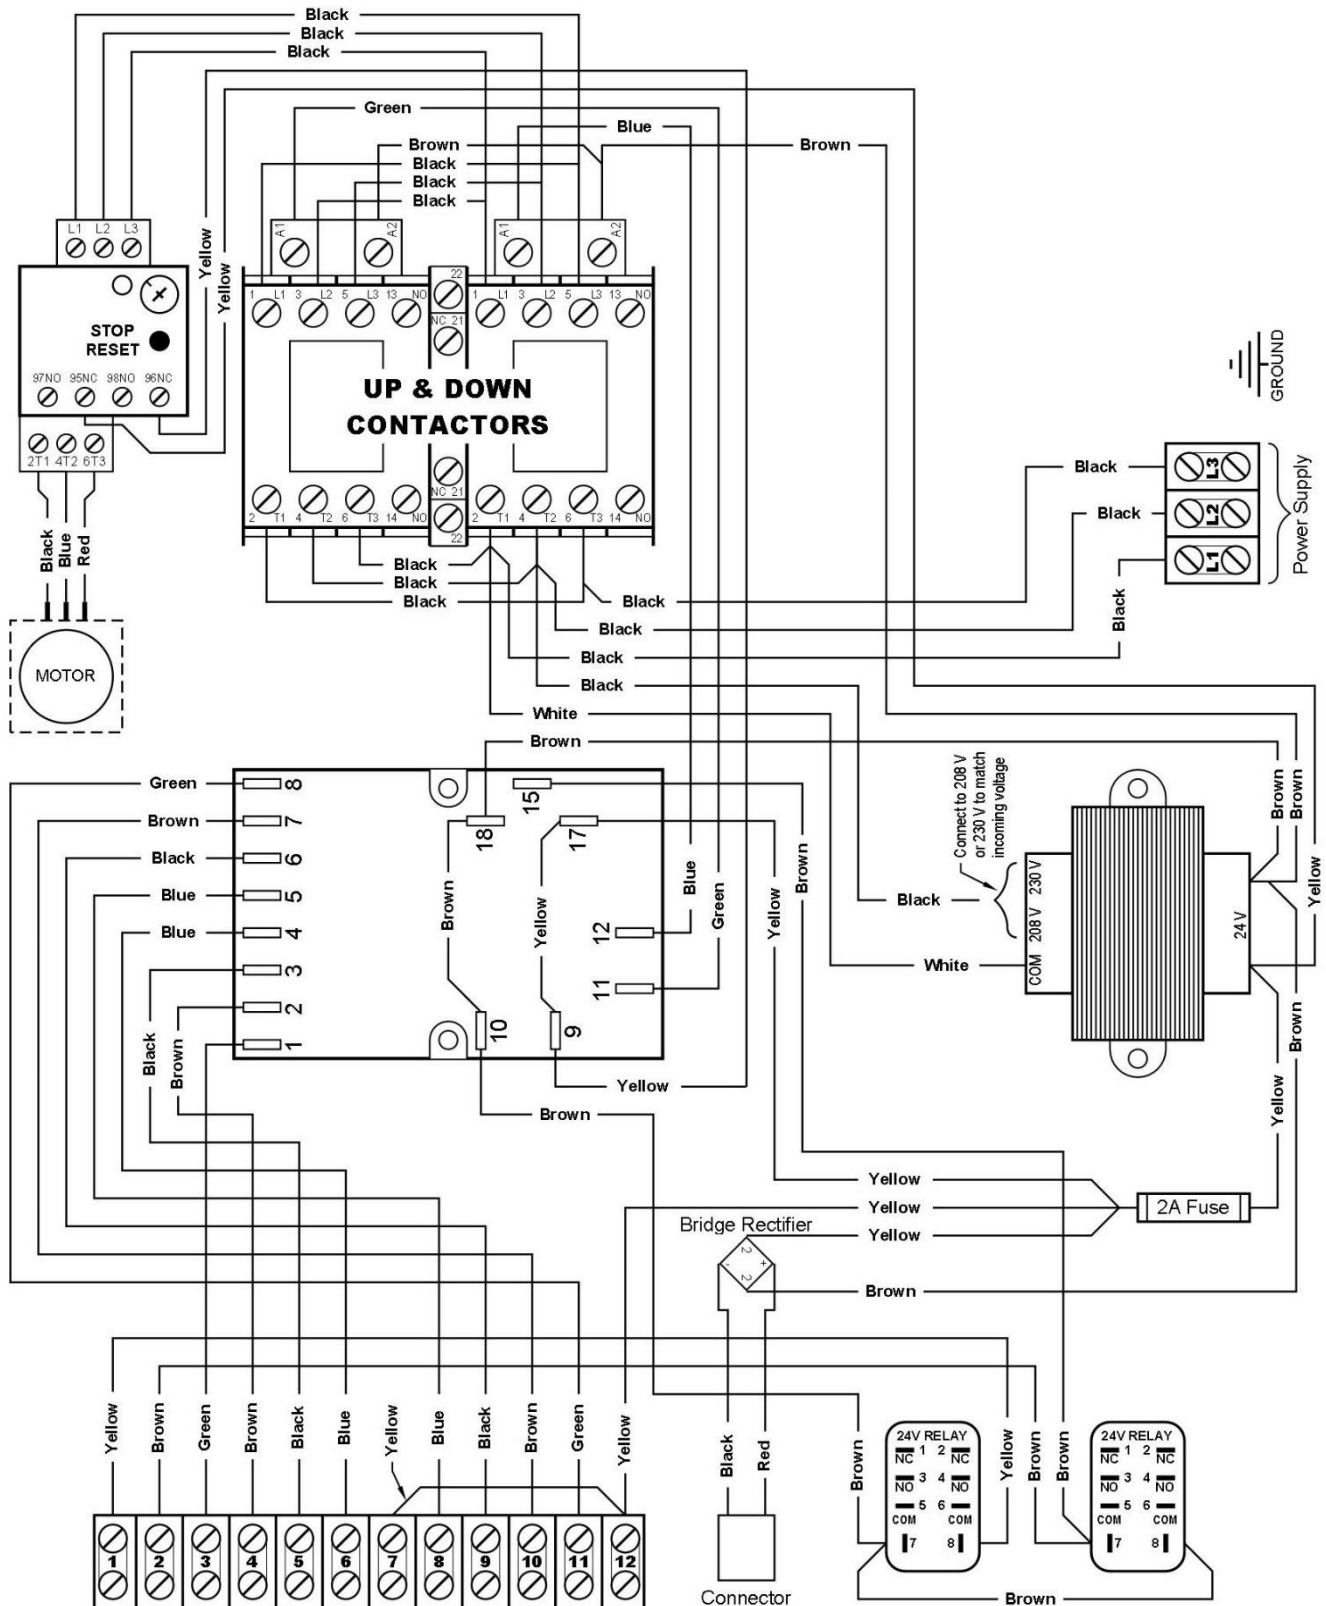 Black
Black
Black
Green
Blue
Brown
Brown
Black
Black
Black
L1 L2 L3
Yellow
Yellow
A1 A2
A1 A2
22
1 L1 3 L2 5 L3 13 NO
NC 21
1 L1 3 L2 5 L3 13 NO
STOP
RESET
97NO 95NC 98NO 96NC
2T1 4T2 6T3
UP & DOWN
CONTACTORS
NC 21
22
2 T1 4 T2 6 T3 14 NO
2 T1 4 T2 6 T3 14 NO
GROUND
Black
Black
Black
L3
L2
L1
Power Supply
Black
Blue
Red
MOTOR
Black
Black
Black
Black
Black
Black
Black
White
Brown
Green
Brown
Black
Blue
Blue
8
7
6
5
4
3
2
1
15
18
17
12
11
10
9
Brown
Yellow
Blue
Green
Yellow
Brown
Connect to 208 V
or 230 V to match
incoming voltage
Black
White
COM 208 V 230 V
24 V
Brown
Brown
Yellow
Brown
Yellow
Black
Brown
Yellow
Brown
Yellow
Yellow
Yellow
2A Fuse
Bridge Rectifier
2
- +
2
Brown
Yellow
Brown
Green
Brown
Black
Blue
Yellow
Blue
Black
Brown
Green
Yellow
Black
Red
Brown
Yellow
Brown
Brown
24V RELAY
1 2
NC NC
3 4
NO NO
5 6
COM COM
7 8
24V RELAY
1 2
NC NC
3 4
NO NO
5 6
COM COM
7 8
1 2 3 4 5 6 7 8 9 10 11 12
Connector
Brown